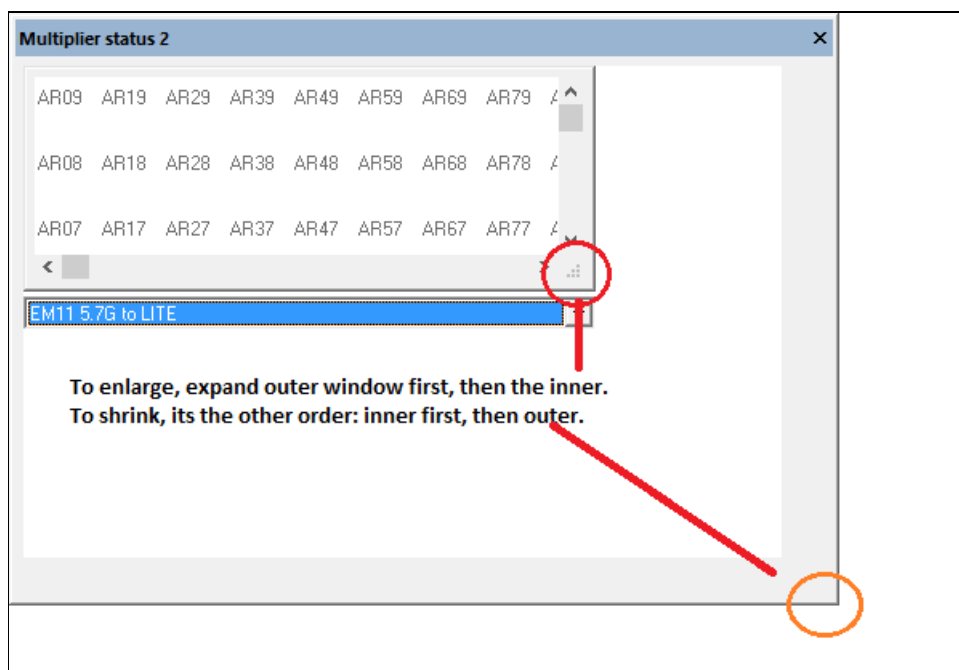 Multiplier status 2
AR09 AR19 AR29 AR39 AR49 AR59 AR69 AR79
AR08 AR18 AR28 AR38 AR48 AR58 AR68 AR78
AR07 AR17 AR27 AR37 AR47 AR57 AR67 AR77
EM11 5.7G to LITE
To enlarge, expand outer window first, then the inner.
To shrink, its the other order: inner first, then outer.